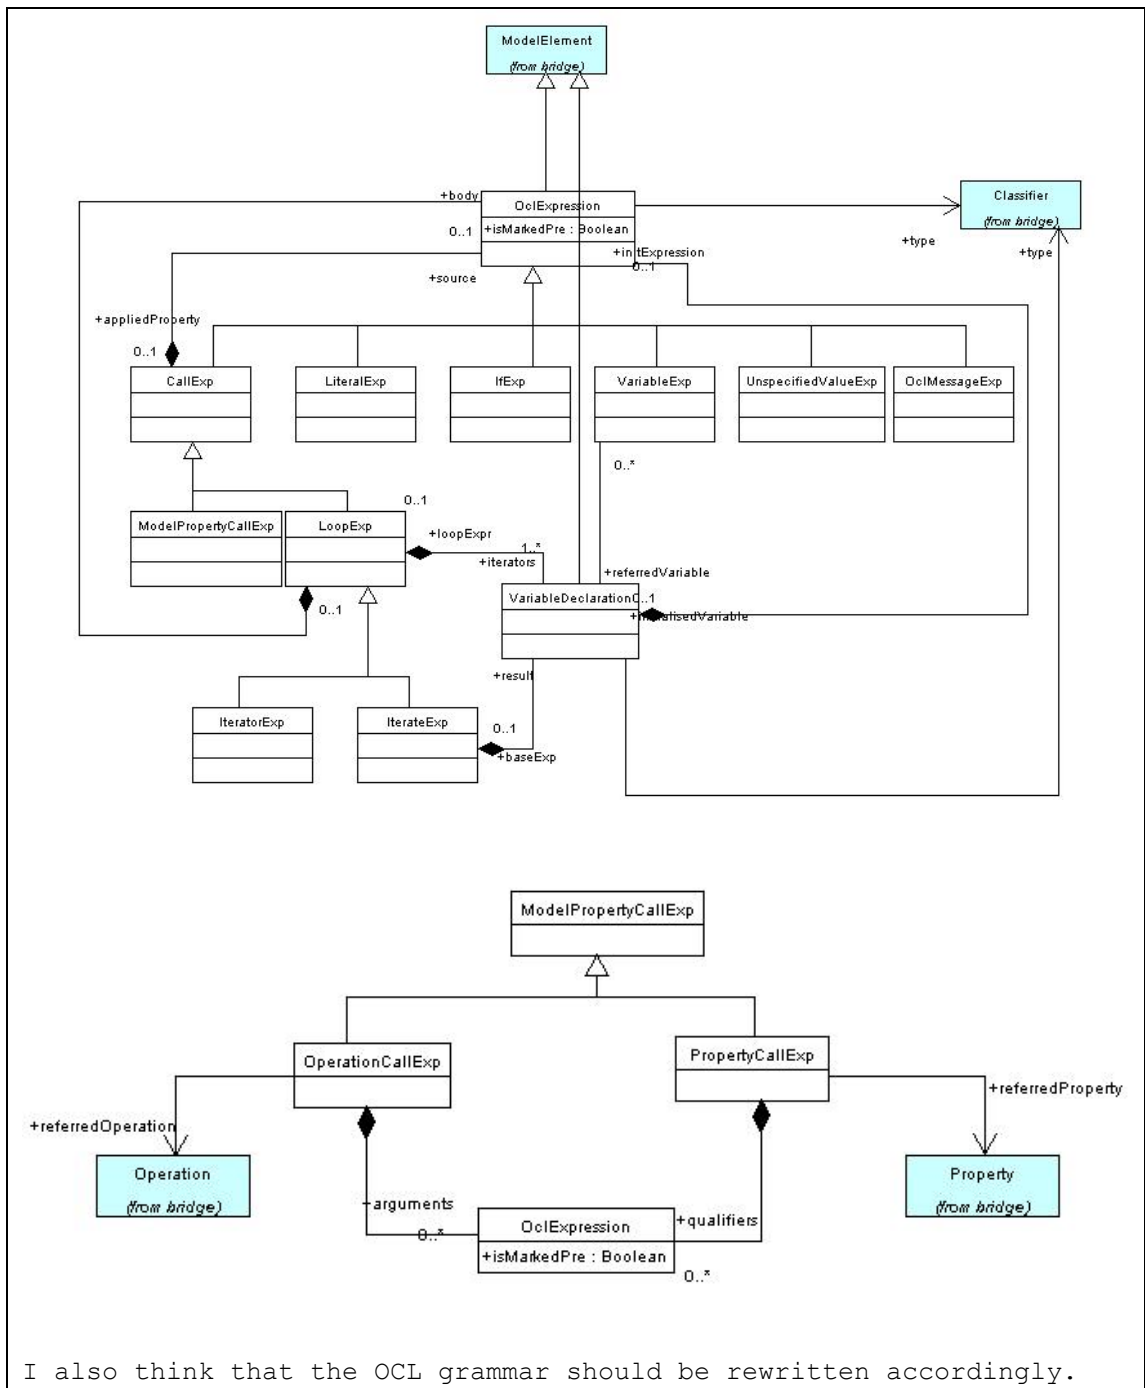 ModelElement
(from bridge)
+body
OclExpression
Classifier
0..1
+isMarkedPre : Boolean
(from bridge)
+type
+type
+initExpression
0..1
+source
+appliedProperty
0..1
CallExp
LiteralExp
IfExp
VariableExp
UnspecifiedValueExp
OclMessageExp
0..*
0..1
ModelPropertyCallExp
LoopExp
+loopExpr
1..*
+iterators
+referredVariable
0..1
VariableDeclaration
0..1
+initialisedVariable
+result
IteratorExp
IterateExp
0..1
+baseExp
ModelPropertyCallExp
OperationCallExp
PropertyCallExp
+referredProperty
+referredOperation
Operation
(from bridge)
Property
(from bridge)
+arguments
0..*
OclExpression
+qualifiers
+isMarkedPre : Boolean
0..*
I also think that the OCL grammar should be rewritten accordingly.